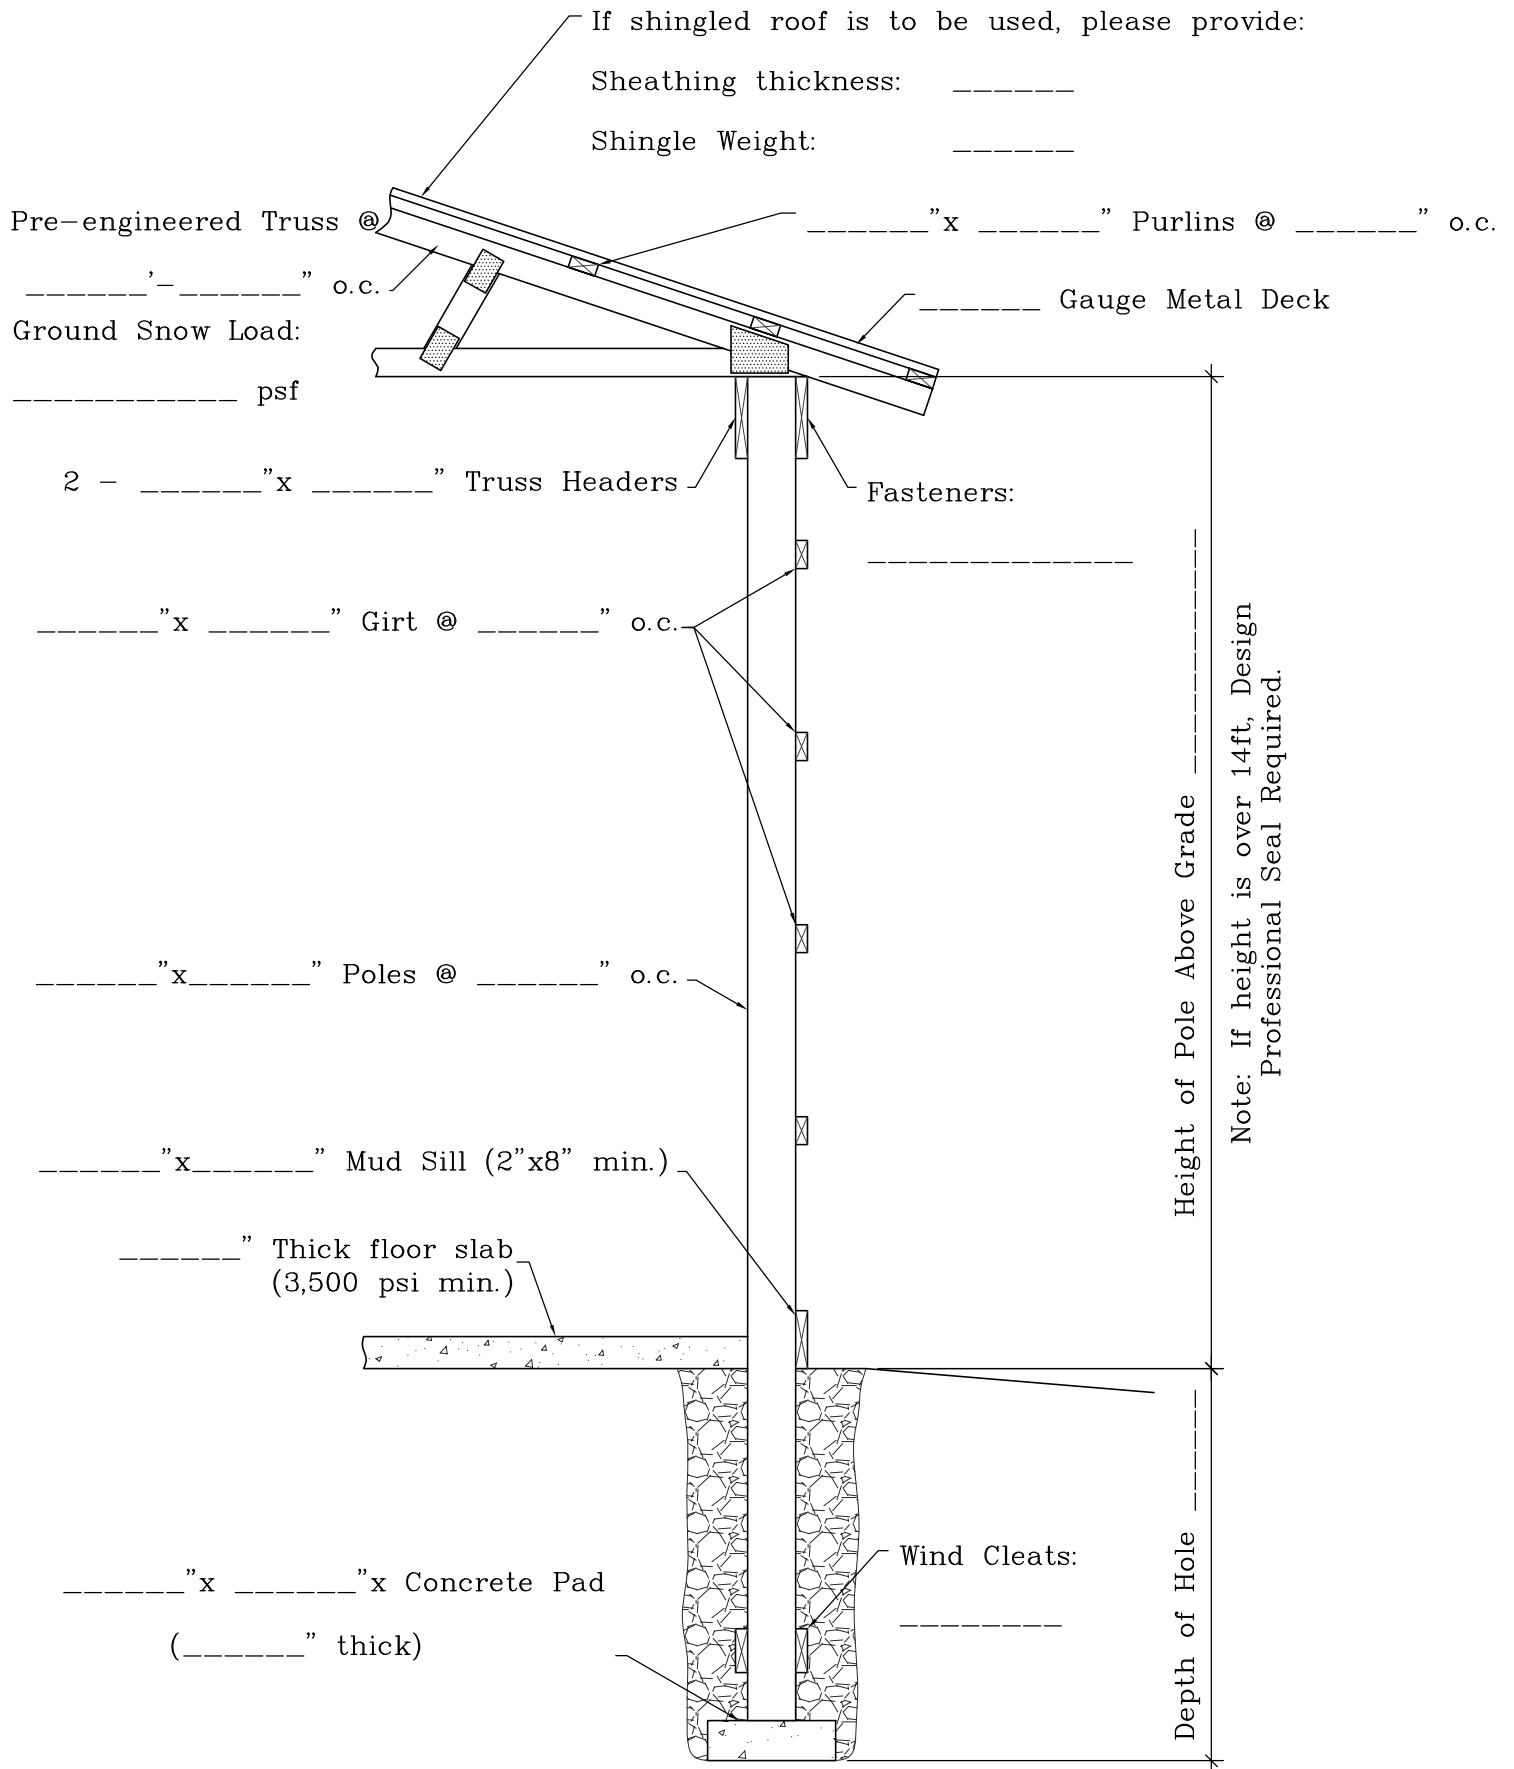 If shingled roof is to be used, please provide:
Sheathing thickness: ______
Shingle Weight: ______
Pre-engineered Truss @
______'-______" o.c.
______"x ______" Purlins @ ______" o.c.
______ Gauge Metal Deck
Ground Snow Load:
___________ psf
2 - ______"x ______" Truss Headers
Fasteners:
_____________
______"x ______" Girt @ ______" o.c.
______"x______" Poles @ ______" o.c.
Height of Pole Above Grade ____________
Note: If height is over 14ft, Design
Professional Seal Required.
______"x______" Mud Sill (2"x8" min.)
______" Thick floor slab
(3,500 psi min.)
Wind Cleats:
________
______"x ______"x Concrete Pad
(______" thick)
Depth of Hole ______